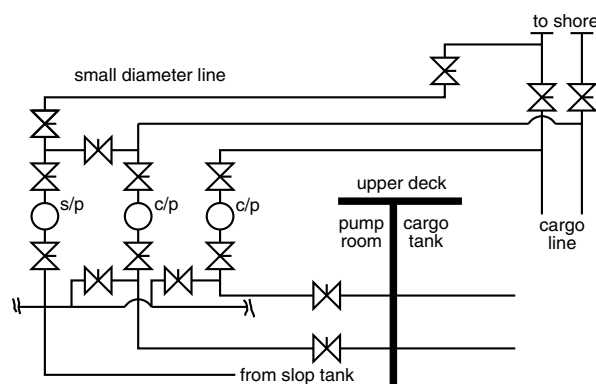 to shore
small diameter line
s/p
c/p
c/p
upper deck
pump
room
cargo
tank
cargo
line
from slop tank